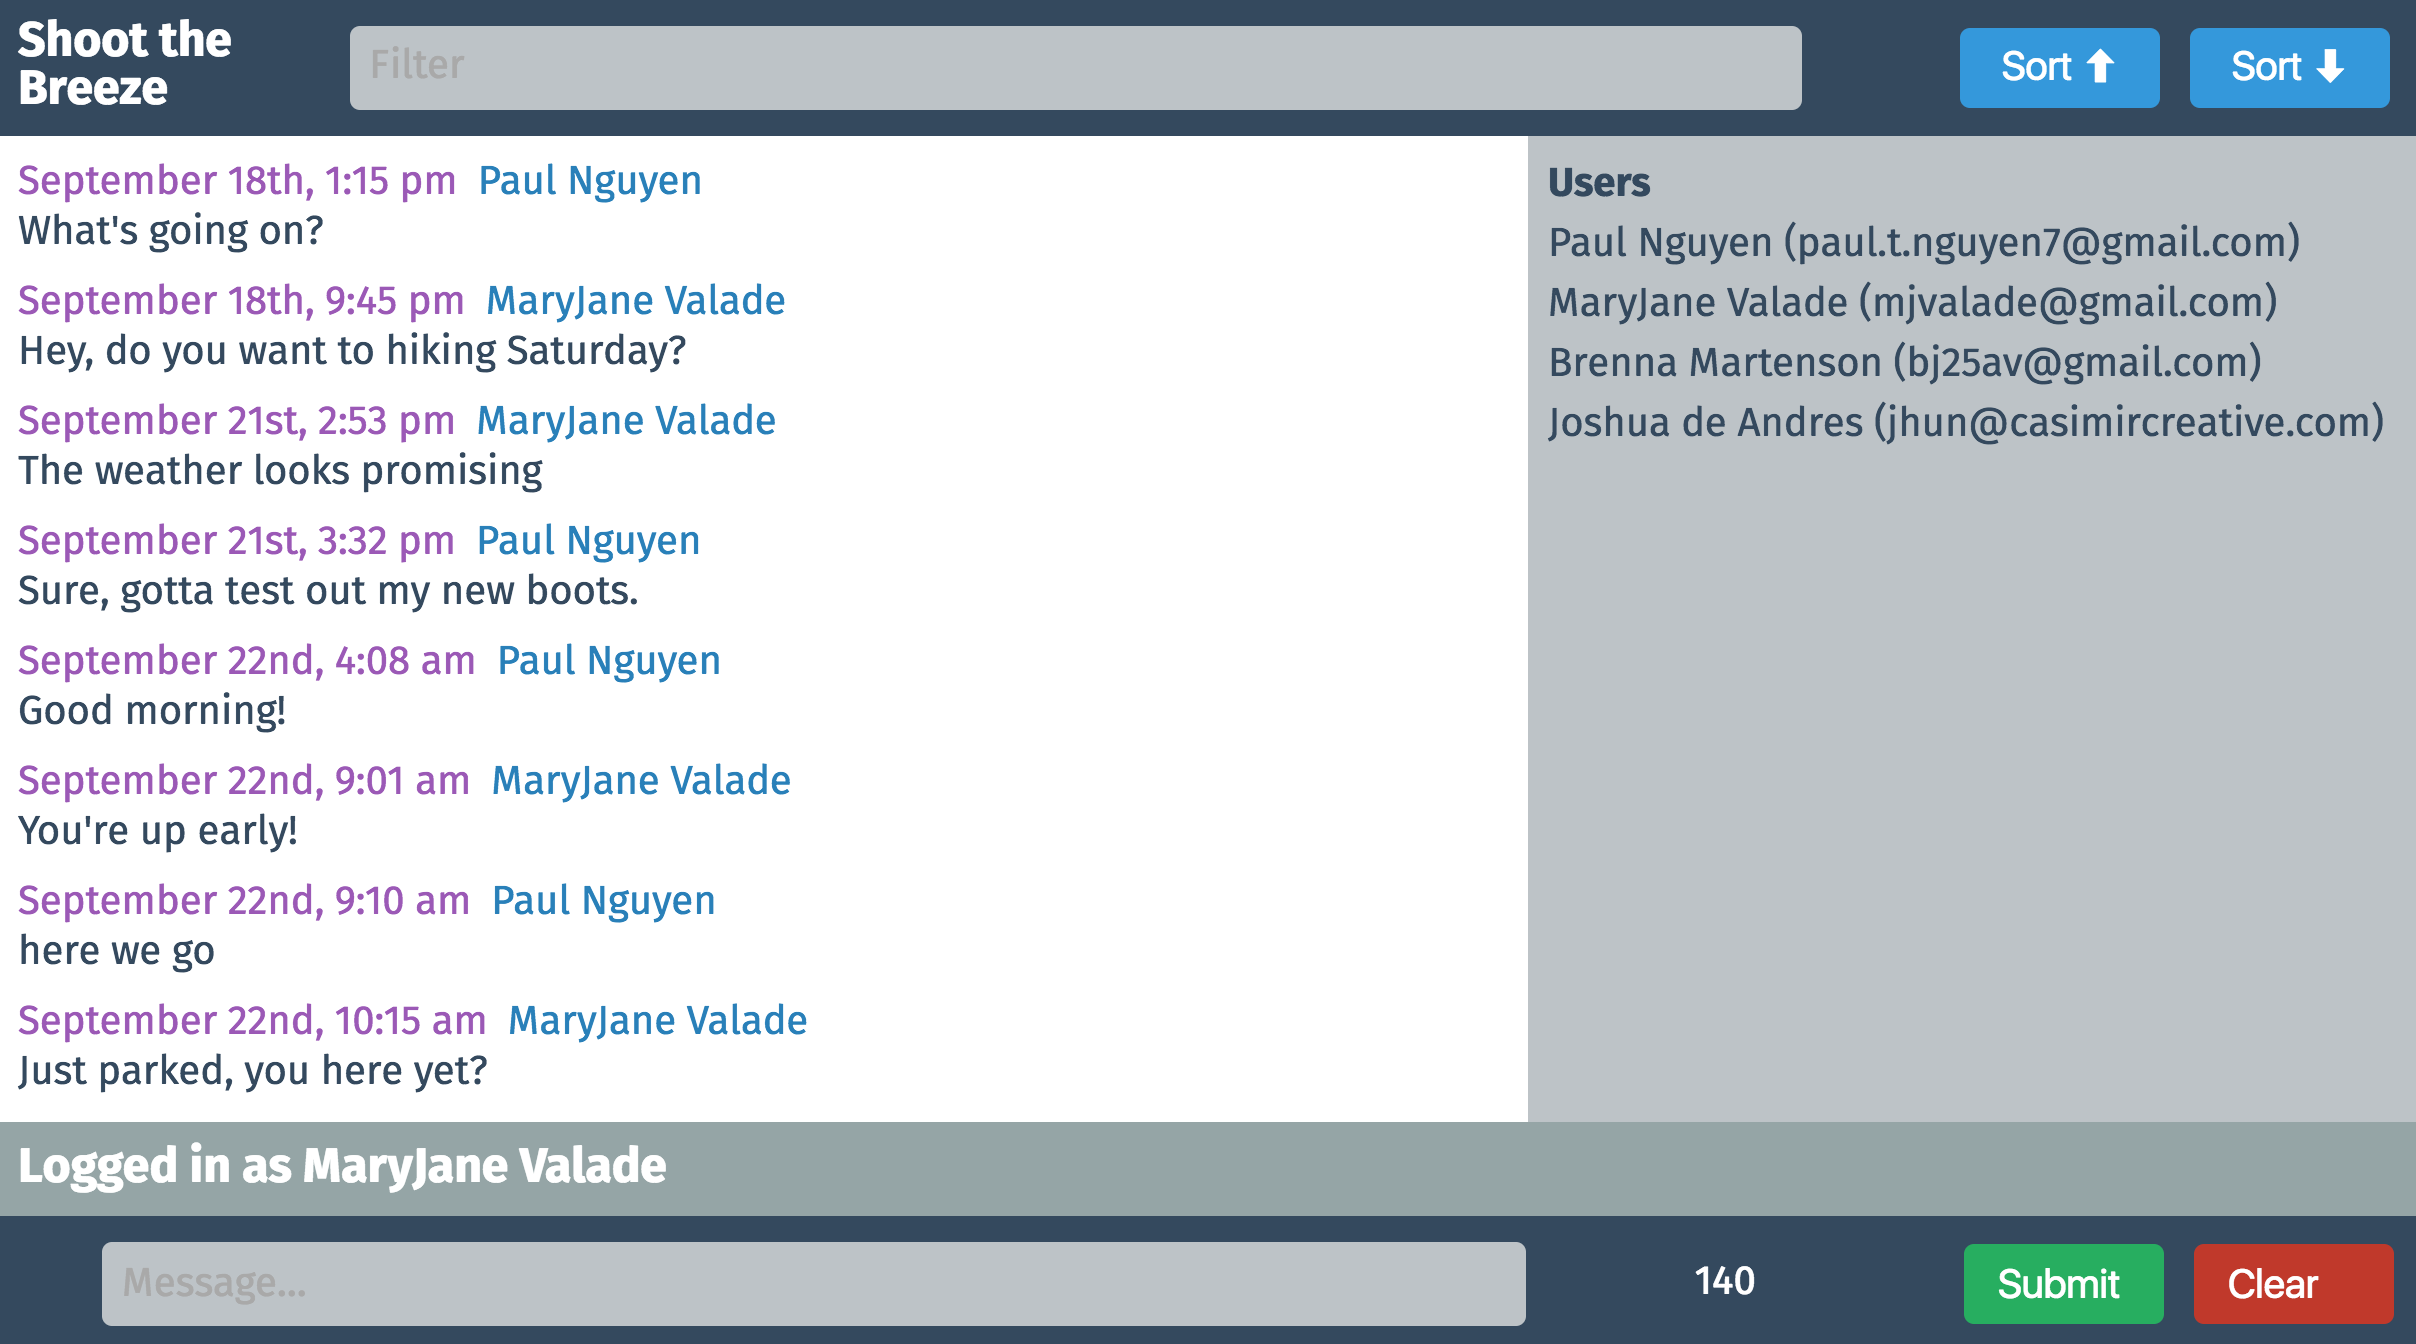 Shoot the
Breeze
Filter
Sort ⬆
Sort ⬇
September 18th, 1:15 pm Paul Nguyen
What's going on?
September 18th, 9:45 pm MaryJane Valade
Hey, do you want to hiking Saturday?
September 21st, 2:53 pm MaryJane Valade
The weather looks promising
September 21st, 3:32 pm Paul Nguyen
Sure, gotta test out my new boots.
September 22nd, 4:08 am Paul Nguyen
Good morning!
September 22nd, 9:01 am MaryJane Valade
You're up early!
September 22nd, 9:10 am Paul Nguyen
here we go
September 22nd, 10:15 am MaryJane Valade
Just parked, you here yet?
Users
Paul Nguyen (paul.t.nguyen7@gmail.com)
MaryJane Valade (mjvalade@gmail.com)
Brenna Martenson (bj25av@gmail.com)
Joshua de Andres (jhun@casimircreative.com)
Logged in as MaryJane Valade
Message...
140
Submit
Clear